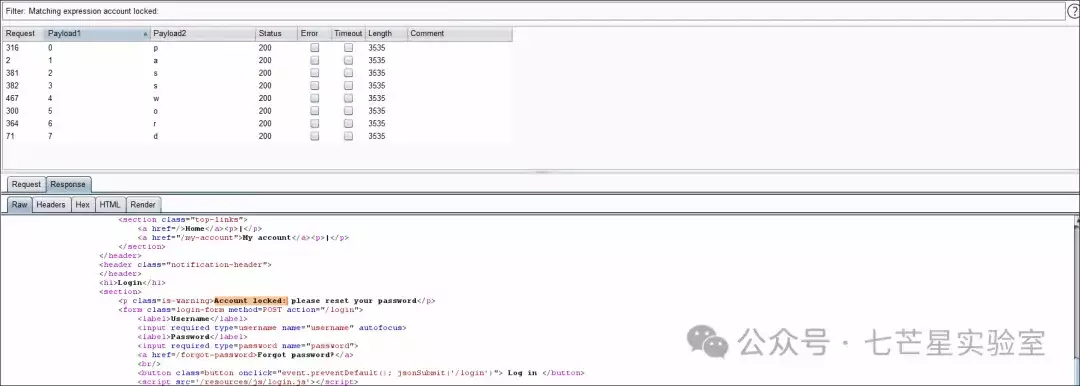 Filter: Matching expression account locked:
?
Request Payload1 Payload2 Status Error Timeout Length Comment
316 0 p 200 3535
2 1 a 200 3535
381 2 s 200 3535
382 3 s 200 3535
467 4 w 200 3535
300 5 o 200 3535
364 6 r 200 3535
71 7 d 200 3535
Request Response
Raw Headers Hex HTML Render
<section class="top-links">
<a href=/>Home</a><p>|</p>
<a href="/my-account">My account</a><p>|</p>
</section>
</header>
<header class="notification-header">
</header>
<h1>Login</h1>
<section>
<p class=is-warning>Account locked: please reset your password</p>
<form class=login-form method=POST action="/login">
<label>Username</label>
<input required type=username name="username" autofocus>
<label>Password</label>
<input required type=password name="password">
<a href=/forgot-password>Forgot password?</a>
<br/>
<button class=button onclick="event.preventDefault(); jsonSubmit('/login')"> Log in </button>
<script src='/resources/js/login.js'></script>
公众号 · 七芒星实验室